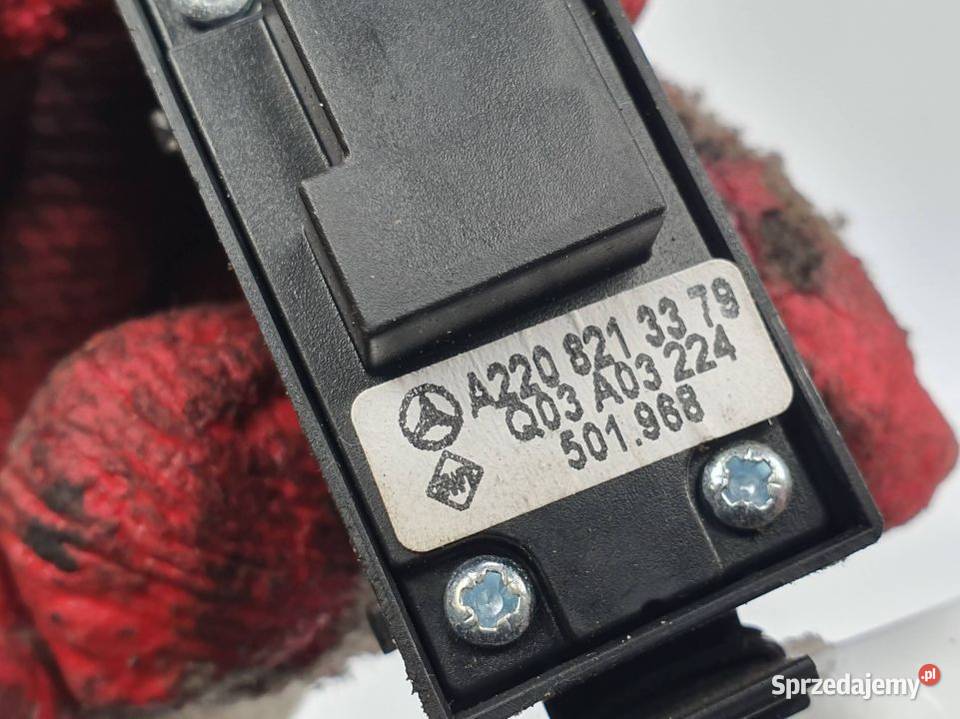 A220 821 33 79
Q03 A03 224
501.968
Sprzedajemy.pl